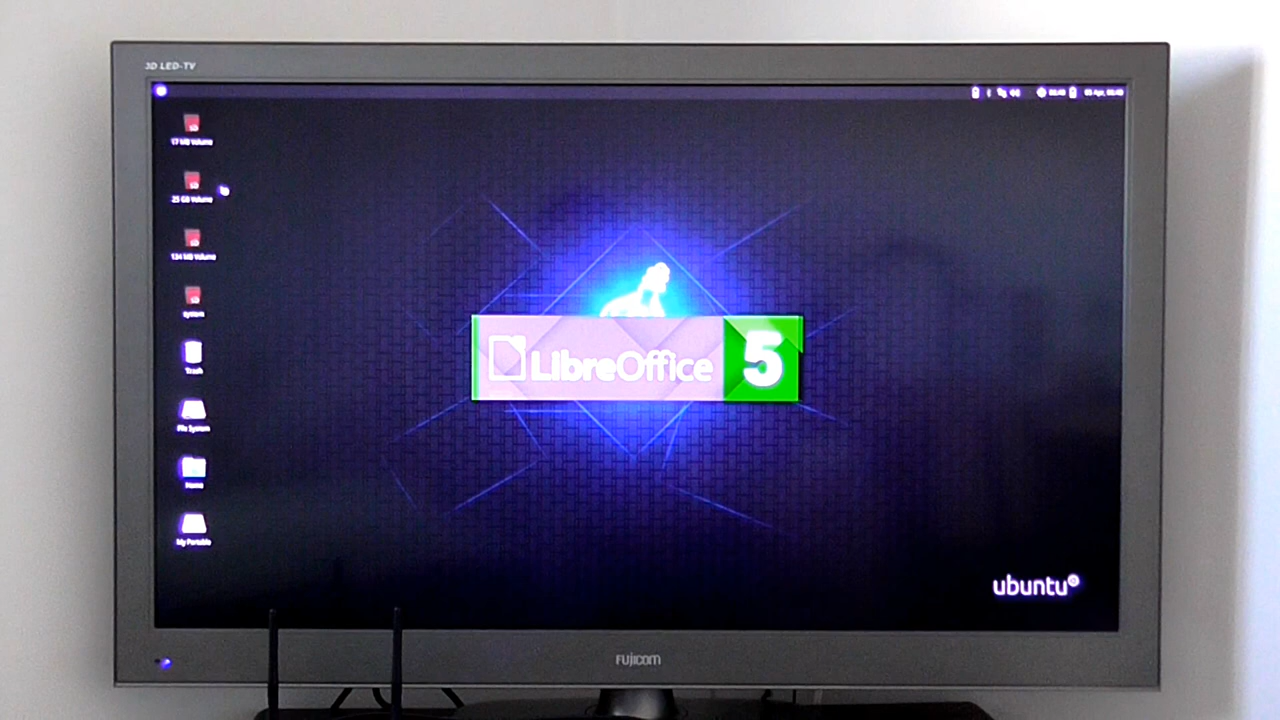 3D LED-TV
17 MB Volume
25 GB Volume
134 MB Volume
system
Trash
File System
Home
My Portable
LibreOffice 5
ubuntu
FUJICOM